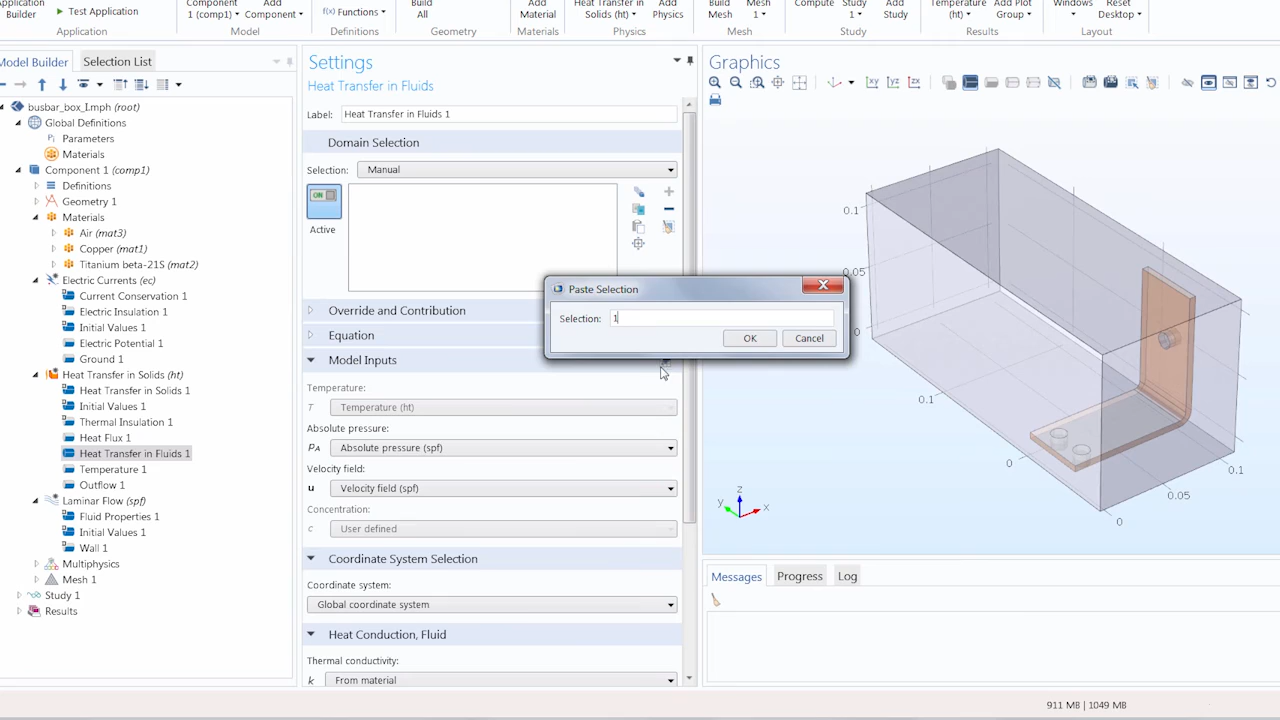 Application Builder
Test Application
Component 1 (comp1)
Add Component
f(x) Functions
Build All
Add Material
Heat Transfer in Solids (ht)
Add Physics
Build Mesh
Mesh 1
Compute
Study 1
Add Study
Temperature (ht)
Add Plot Group
Windows
Reset Desktop
Application
Model
Definitions
Geometry
Materials
Physics
Mesh
Study
Results
Layout
Model Builder
Selection List
busbar_box_I.mph (root)
Global Definitions
Pi Parameters
Materials
Component 1 (comp1)
Definitions
Geometry 1
Materials
Air (mat3)
Copper (mat1)
Titanium beta-21S (mat2)
Electric Currents (ec)
Current Conservation 1
Electric Insulation 1
Initial Values 1
Electric Potential 1
Ground 1
Heat Transfer in Solids (ht)
Heat Transfer in Solids 1
Initial Values 1
Thermal Insulation 1
Heat Flux 1
Heat Transfer in Fluids 1
Temperature 1
Outflow 1
Laminar Flow (spf)
Fluid Properties 1
Initial Values 1
Wall 1
Multiphysics
Mesh 1
Study 1
Results
Settings
Heat Transfer in Fluids
Label: Heat Transfer in Fluids 1
Domain Selection
Selection: Manual
ON
Active
Override and Contribution
Equation
Model Inputs
Temperature:
T Temperature (ht)
Absolute pressure:
pA Absolute pressure (spf)
Velocity field:
u Velocity field (spf)
Concentration:
c User defined
Coordinate System Selection
Coordinate system:
Global coordinate system
Heat Conduction, Fluid
Thermal conductivity:
k From material
Paste Selection
Selection: 1
OK Cancel
Graphics
xy yz zx
0.1
0.05
0
0.1
0
0.1
0.05
0
z
y
x
Messages Progress Log
911 MB | 1049 MB